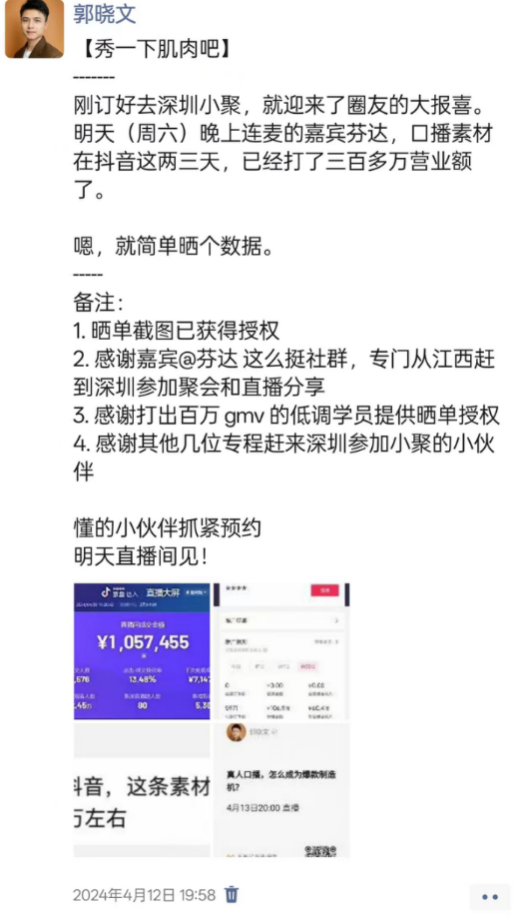 郭晓文
【秀一下肌肉吧】
-------
刚订好去深圳小聚，就迎来了圈友的大报喜。
明天（周六）晚上连麦的嘉宾芬达，口播素材
在抖音这两三天，已经打了三百多万营业额
了。
嗯，就简单晒个数据。
-----
备注：
1. 晒单截图已获得授权
2. 感谢嘉宾@芬达 这么挺社群，专门从江西赶
到深圳参加聚会和直播分享
3. 感谢打出百万 gmv 的低调学员提供晒单授权
4. 感谢其他几位专程赶来深圳参加小聚的小伙
伴
懂的小伙伴抓紧预约
明天直播间见！
直播大屏
¥1,057,455
13.48%
抖音，这条素材
万左右
真人口播，怎么成为爆款制造
机？
4月13日20:00 直播
2024年4月12日 19:58